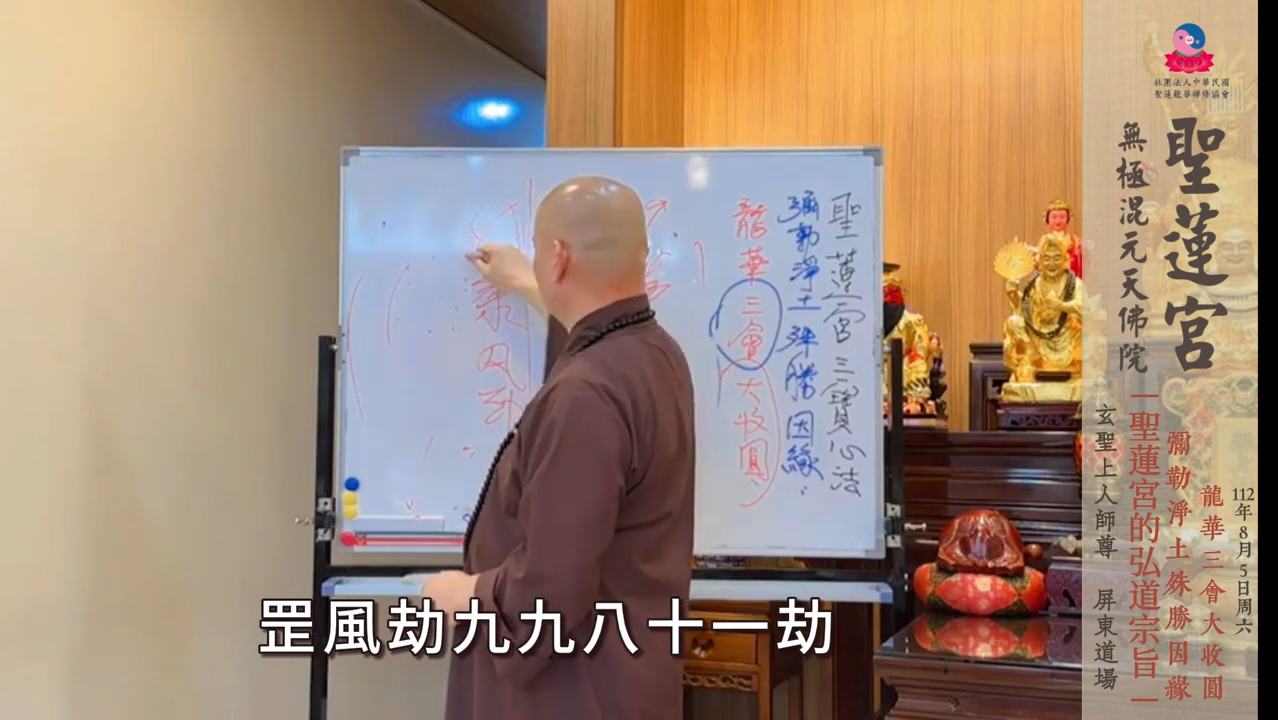 社團法人中華民國
聖蓮龍華禪修協會
聖蓮宮
無極混元天佛院
112年8月5日周六
龍華三會大收圓
彌勒淨土殊勝因緣
—聖蓮宮的弘道宗旨—
玄聖上人師尊 屏東道場
聖蓮宮三寶心法
彌勒淨土殊勝因緣:
龍華三會大收圓
罡風劫九九八十一劫